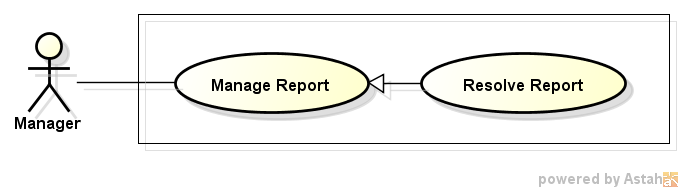 Manage Report
Resolve Report
Manager
powered by Astah